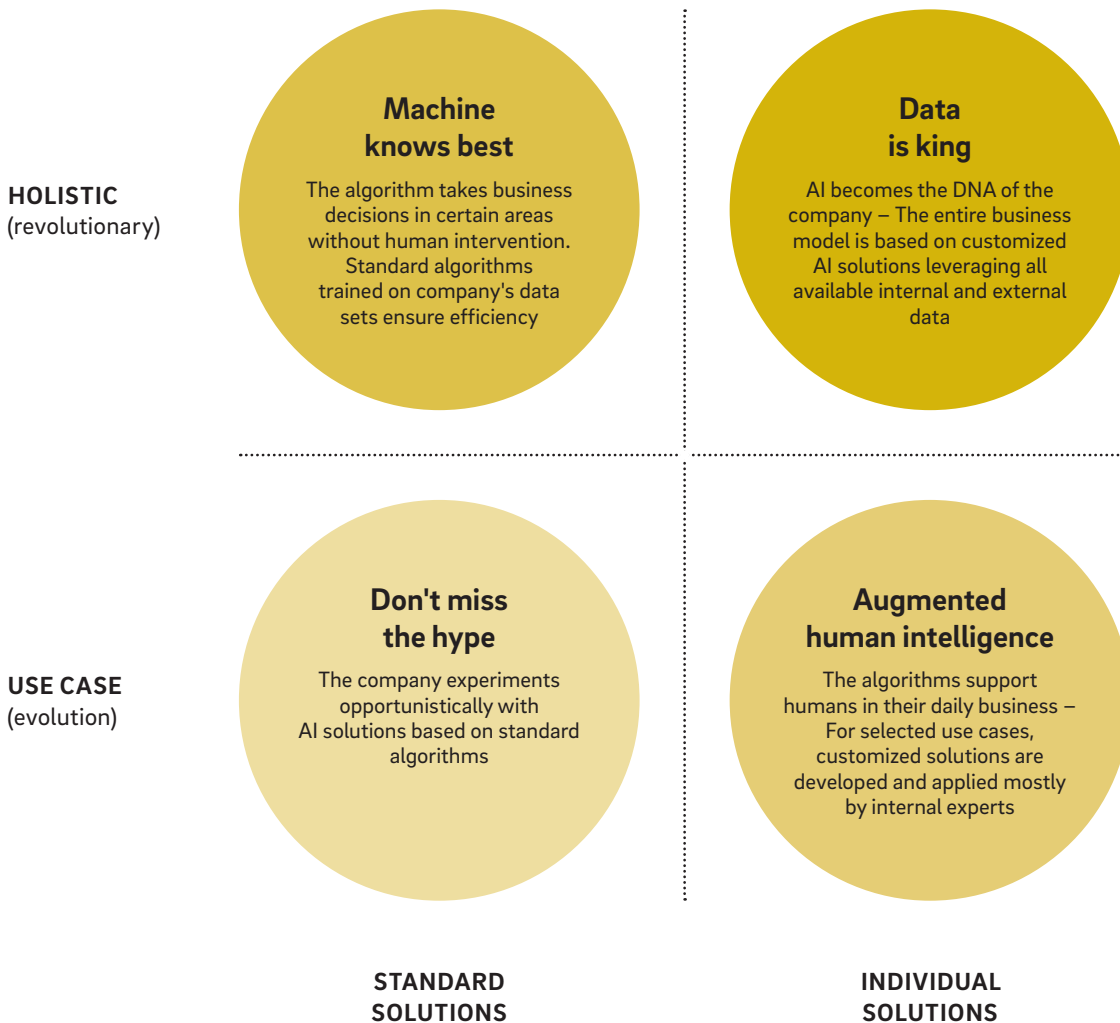 Machine
knows best
The algorithm takes business
decisions in certain areas
without human intervention.
Standard algorithms
trained on company's data
sets ensure efficiency
Data
is king
AI becomes the DNA of the
company – The entire business
model is based on customized
AI solutions leveraging all
available internal and external
data
HOLISTIC
(revolutionary)
Don't miss
the hype
The company experiments
opportunistically with
AI solutions based on standard
algorithms
Augmented
human intelligence
The algorithms support
humans in their daily business –
For selected use cases,
customized solutions are
developed and applied mostly
by internal experts
USE CASE
(evolution)
STANDARD
SOLUTIONS
INDIVIDUAL
SOLUTIONS